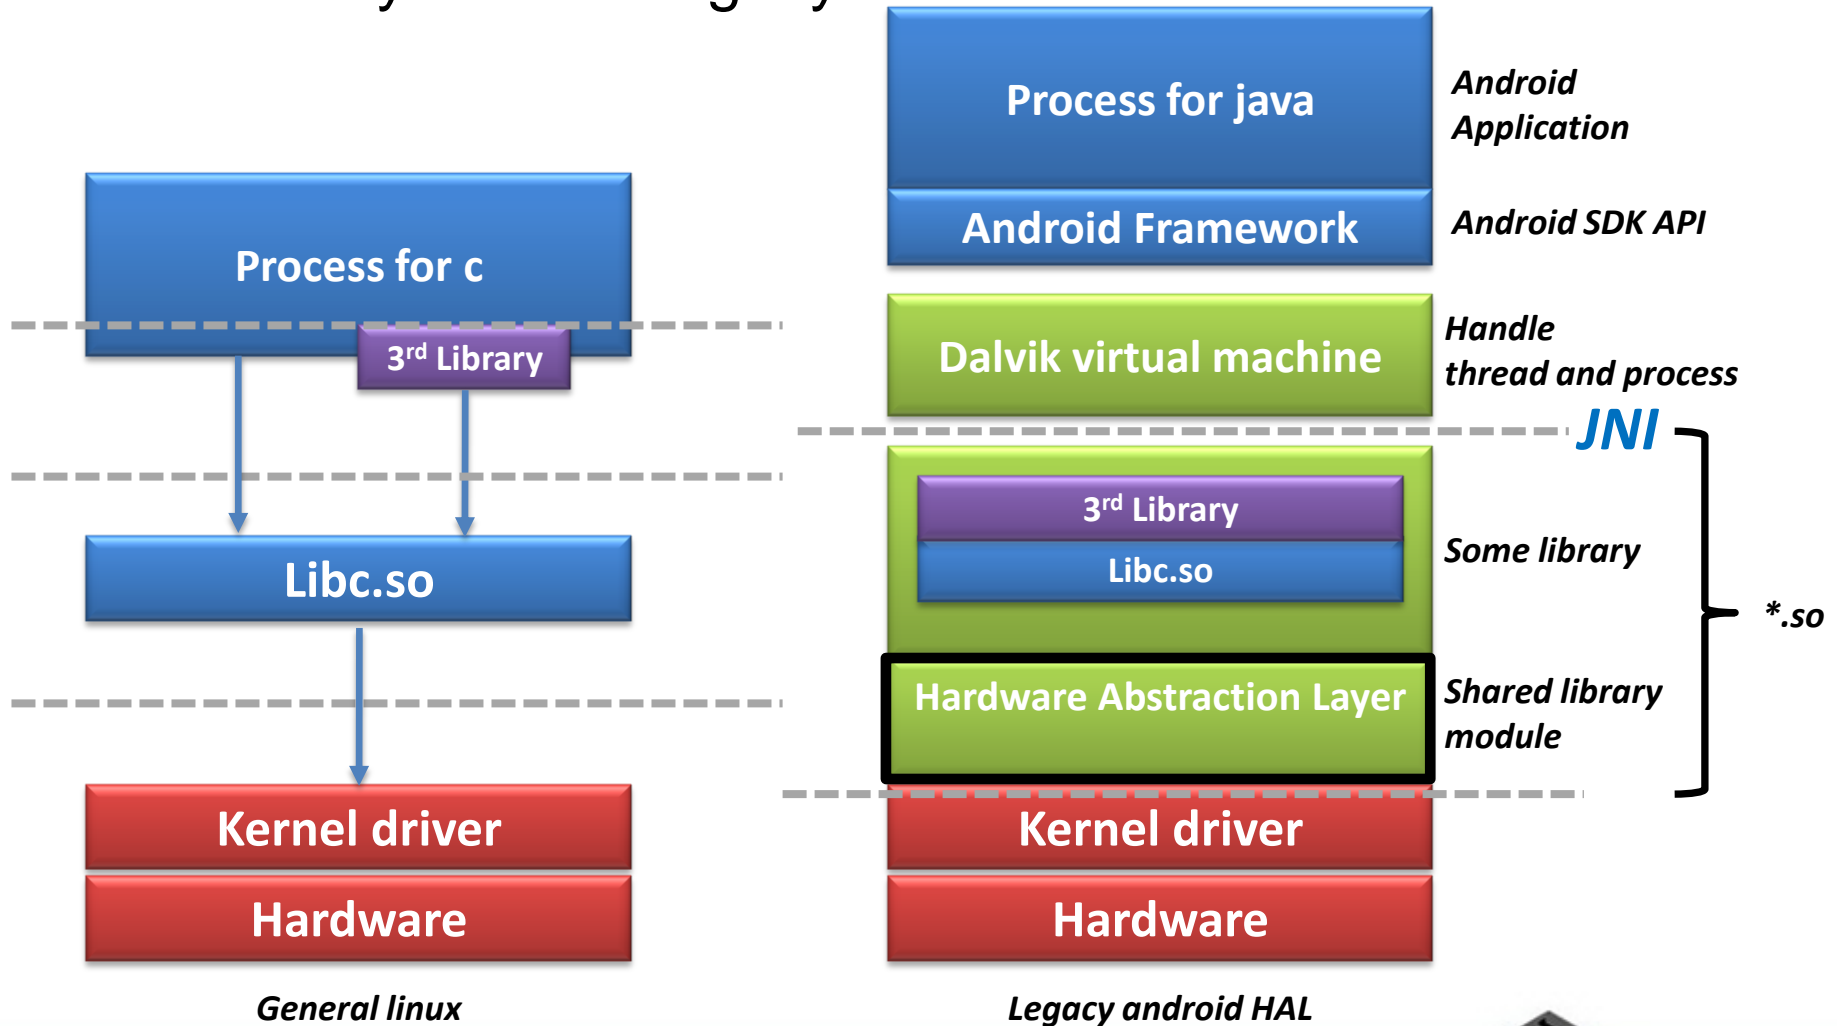 Process for c
3rd Library
Libc.so
Kernel driver
Hardware
General linux
Process for java
Android
Application
Android Framework
Android SDK API
Dalvik virtual machine
Handle
thread and process
JNI
3rd Library
Libc.so
Some library
*.so
Hardware Abstraction Layer
Shared library
module
Kernel driver
Hardware
Legacy android HAL